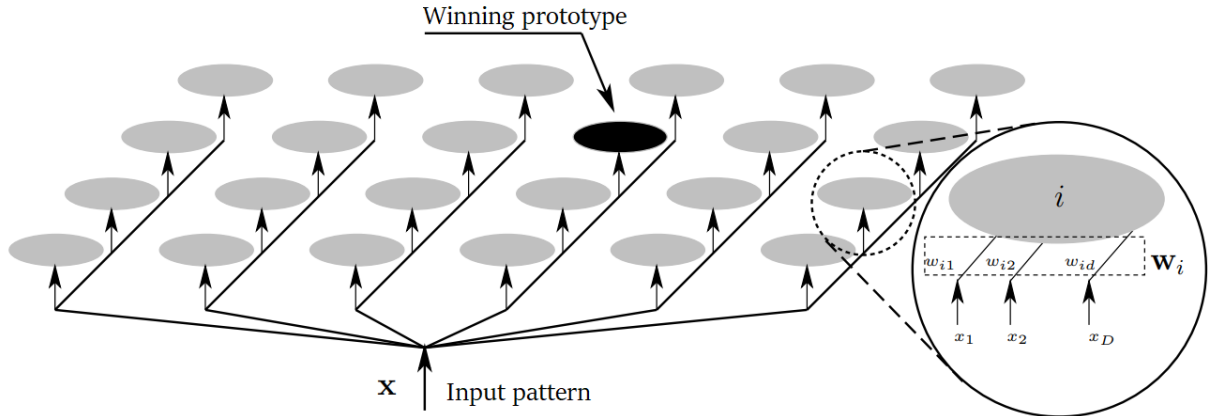 Winning prototype
i
w_{i1} w_{i2} w_{id} 𝐰_i
x_1 x_2 x_D
𝐱 Input pattern